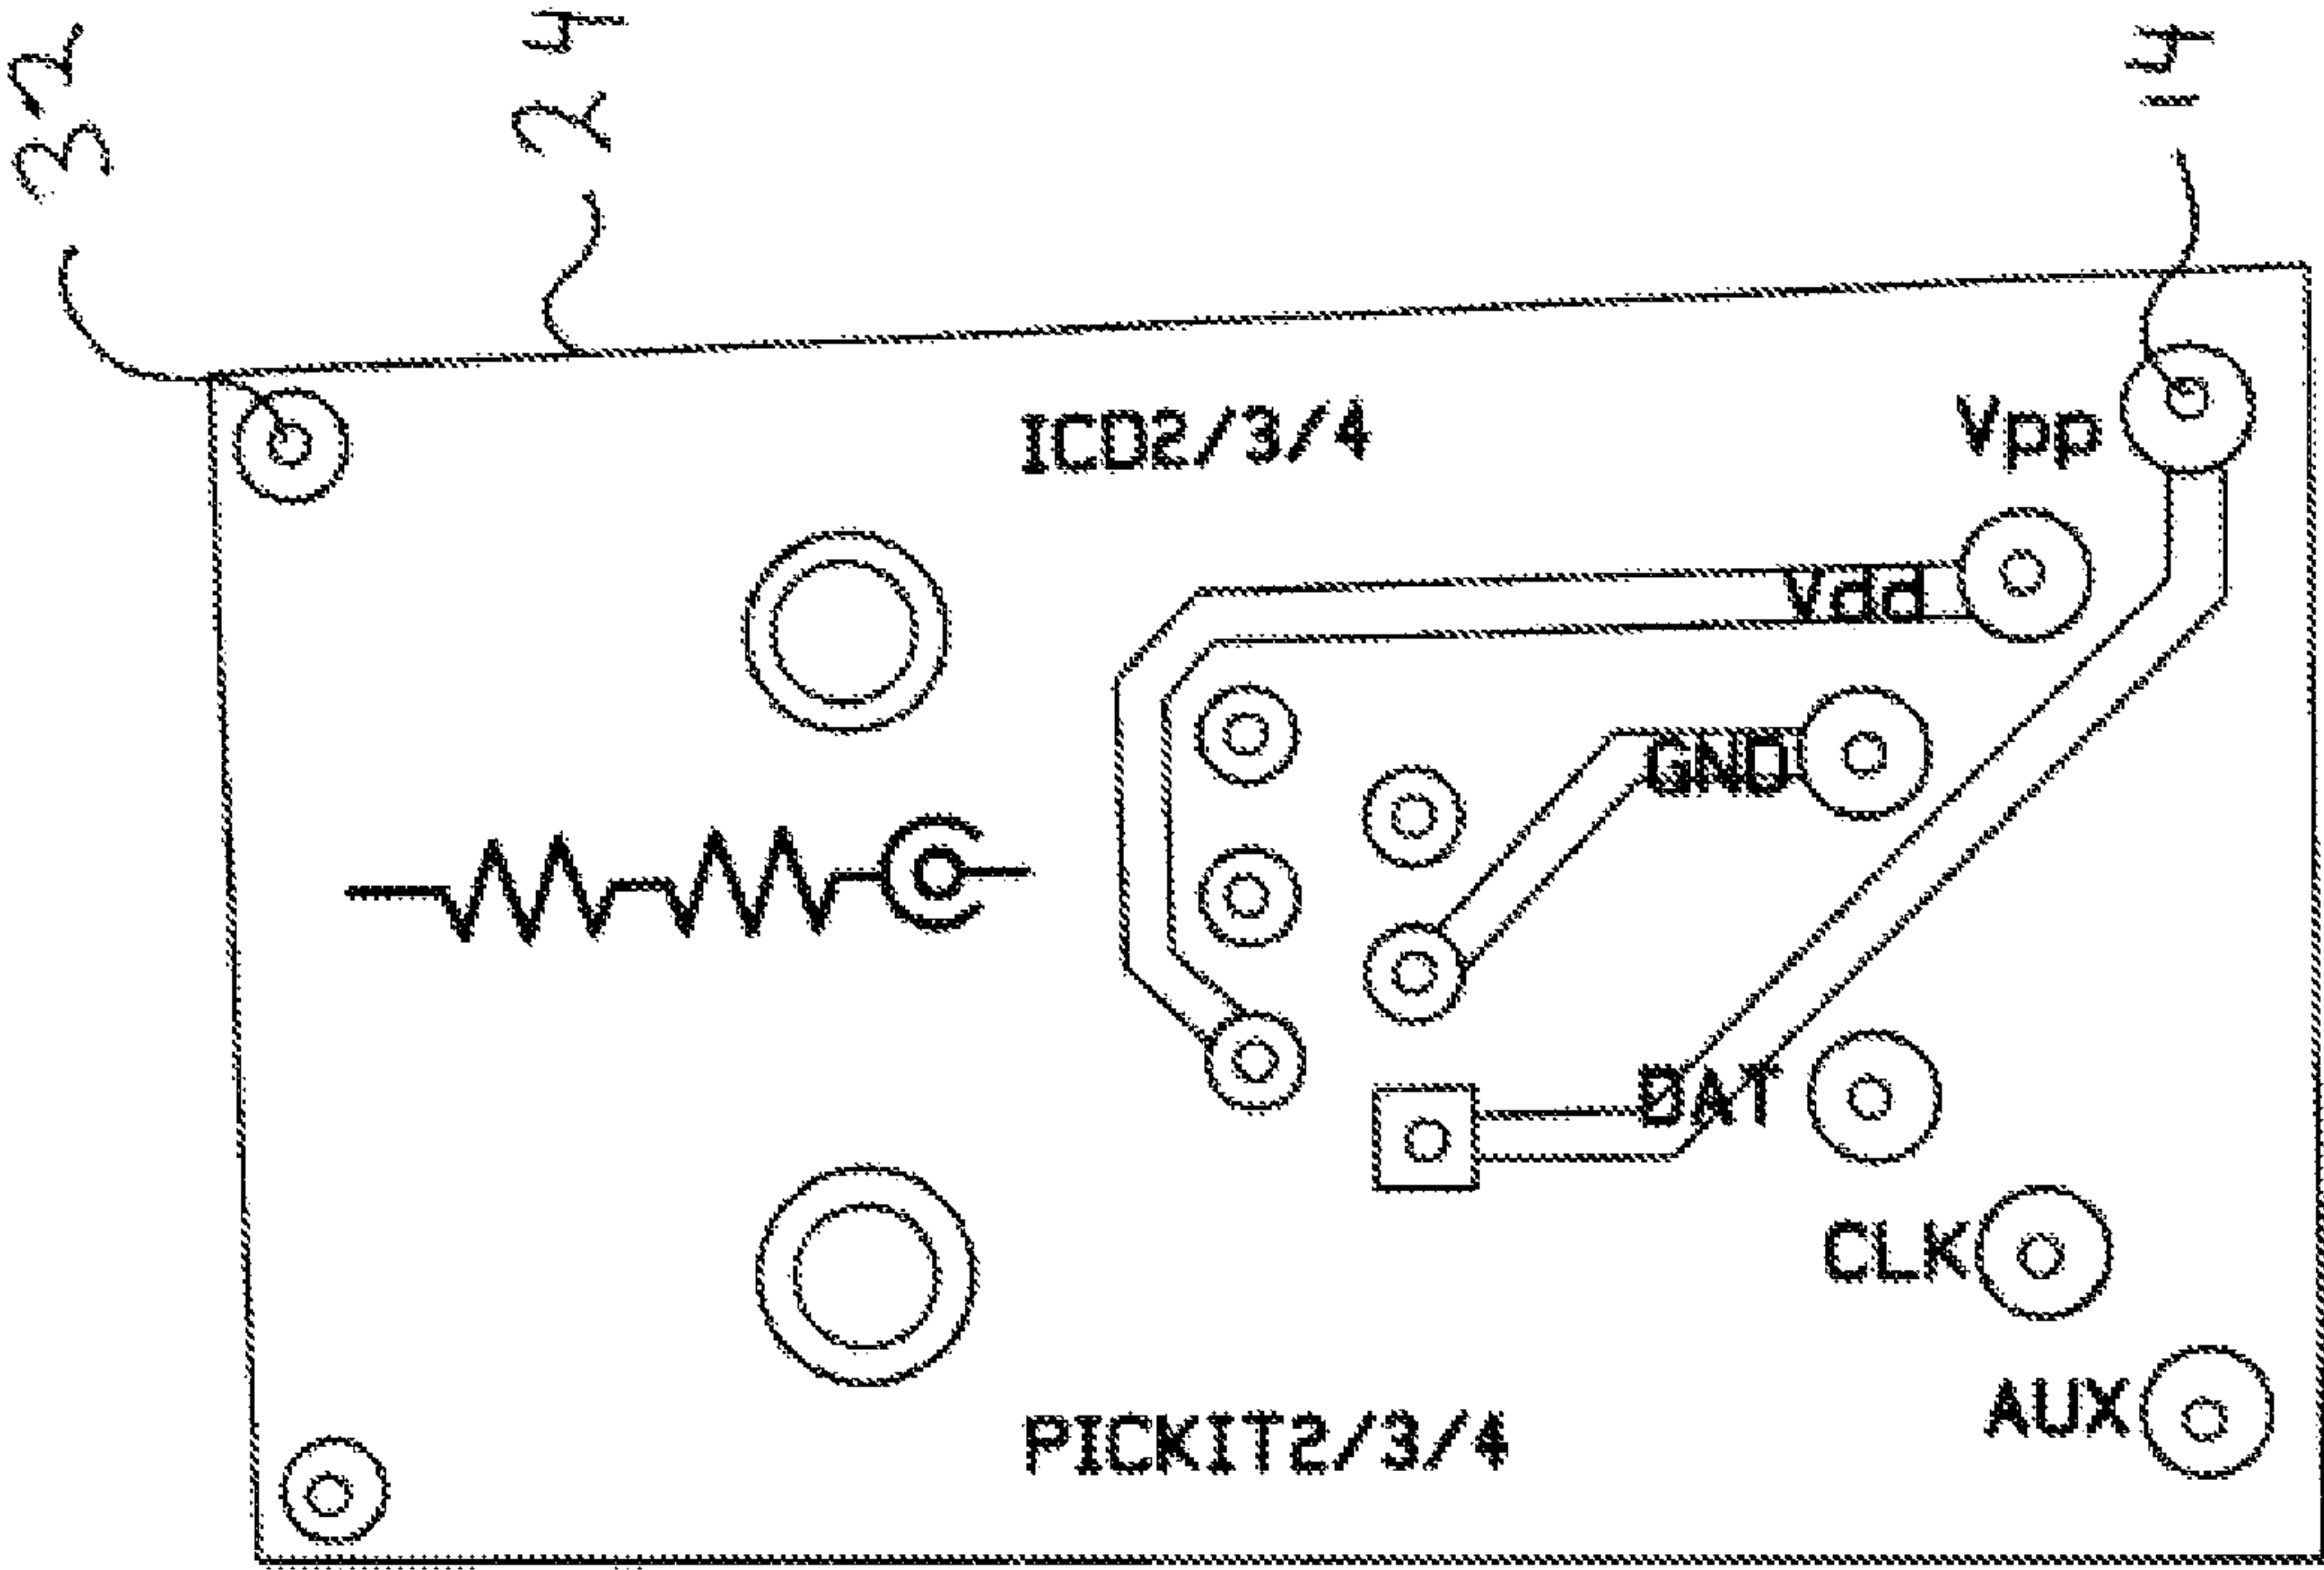 32
24
14
ICD2/3/4
Vpp
Vdd
GND
DAT
CLK
AUX
PICKIT2/3/4